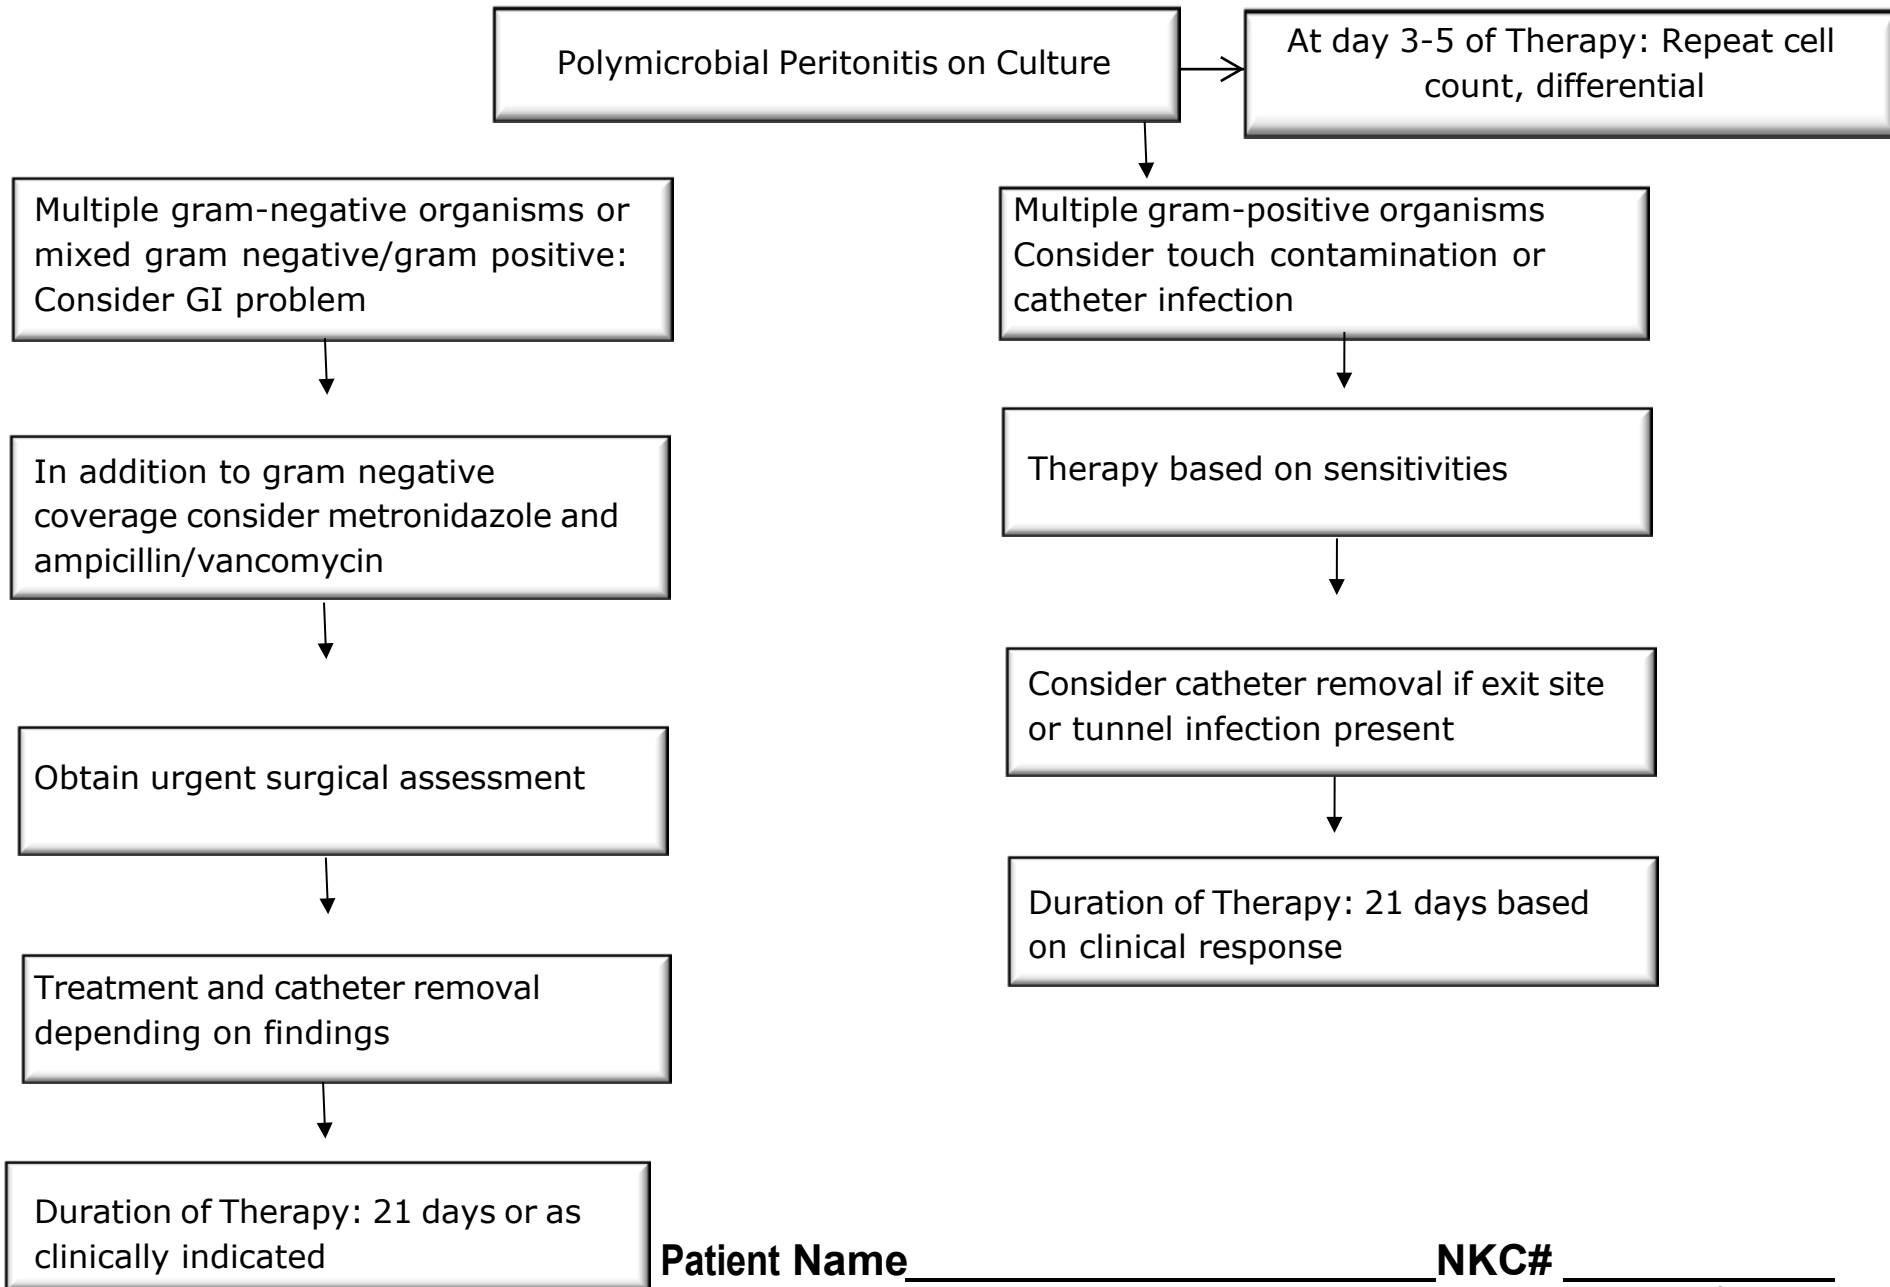 Polymicrobial Peritonitis on Culture
At day 3-5 of Therapy: Repeat cell
count, differential
Multiple gram-negative organisms or
mixed gram negative/gram positive:
Consider GI problem
In addition to gram negative
coverage consider metronidazole and
ampicillin/vancomycin
Obtain urgent surgical assessment
Treatment and catheter removal
depending on findings
Duration of Therapy: 21 days or as
clinically indicated
Multiple gram-positive organisms
Consider touch contamination or
catheter infection
Therapy based on sensitivities
Consider catheter removal if exit site
or tunnel infection present
Duration of Therapy: 21 days based
on clinical response
Patient Name NKC#